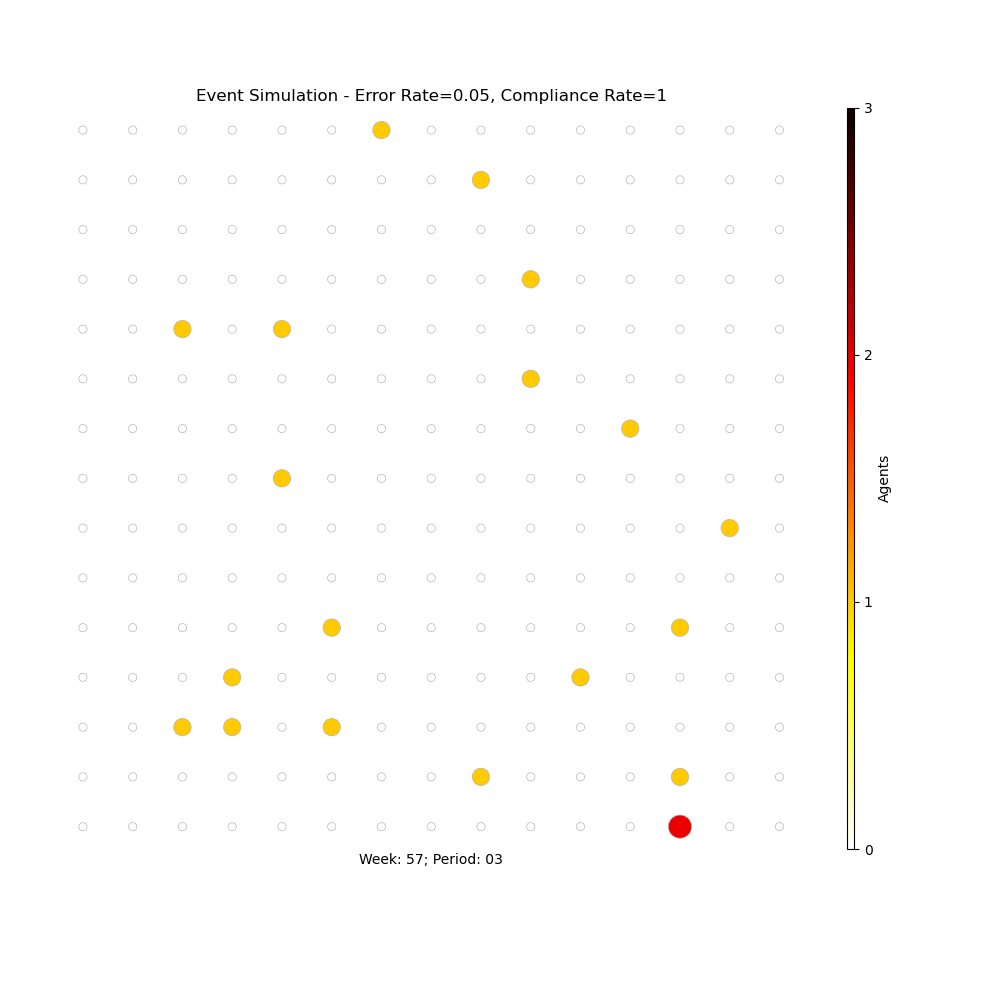 Event Simulation - Error Rate=0.05, Compliance Rate=1
3
2
Agents
1
0
Week: 57; Period: 03